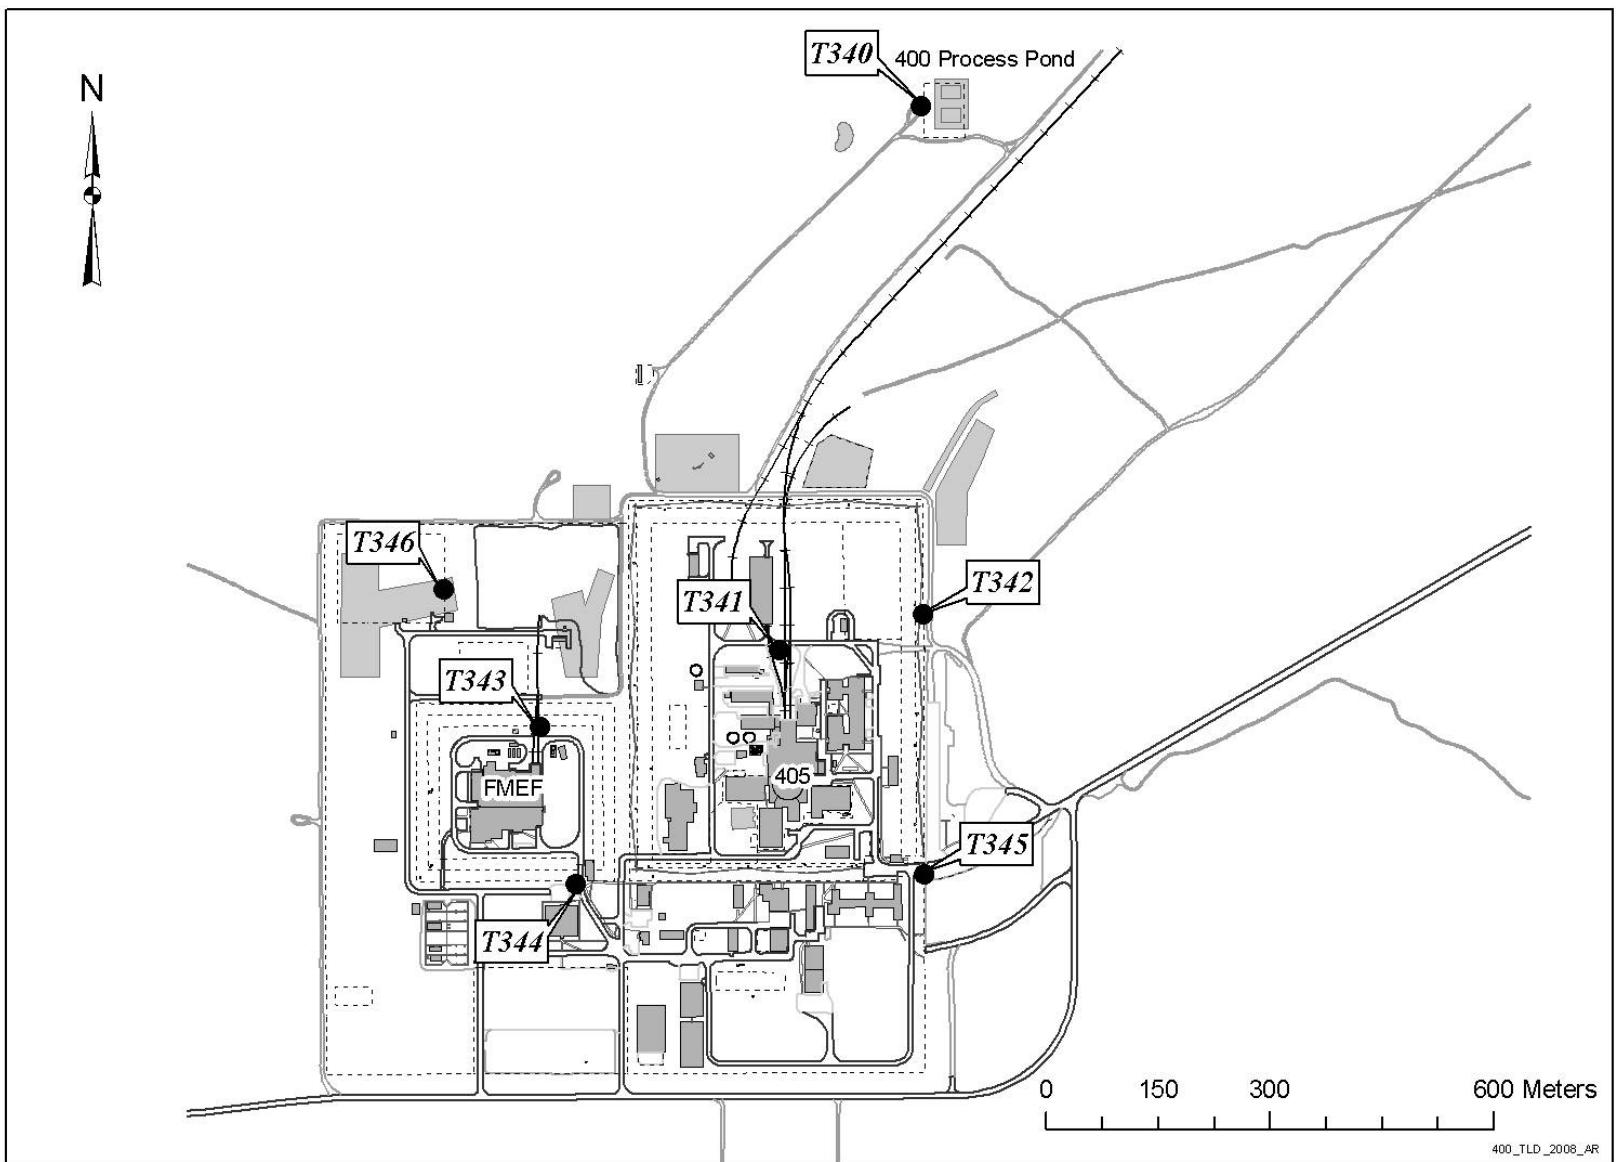 T340
400 Process Pond
N
T346
T342
T341
T343
405
FMEF
T345
T344
0 150 300 600 Meters
400_TLD_2008_AR